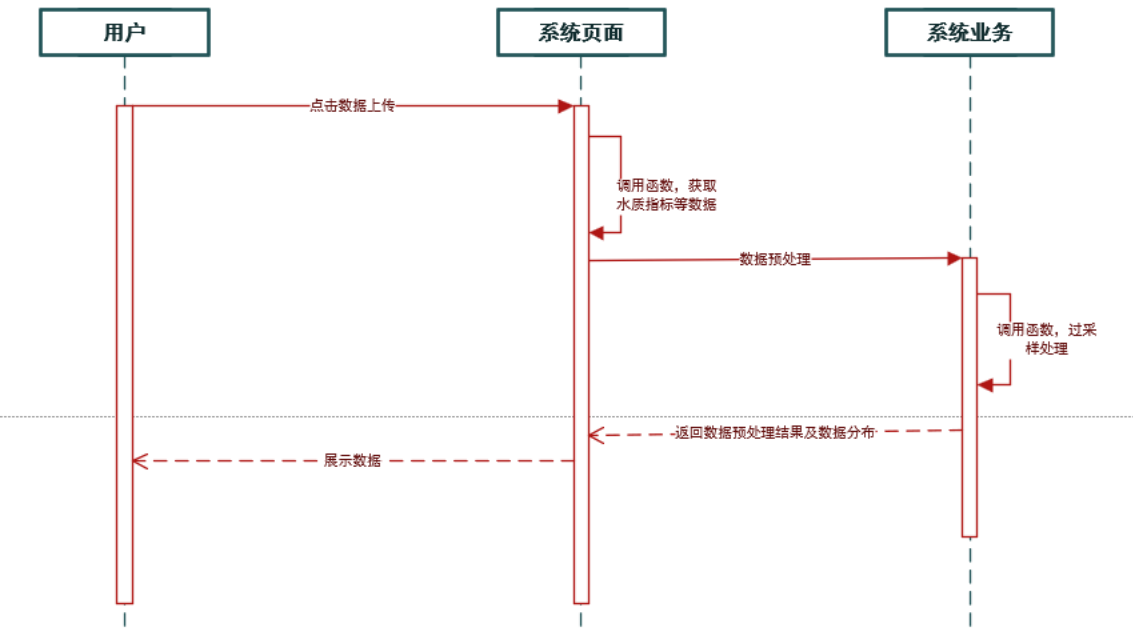 用户
系统页面
系统业务
点击数据上传
调用函数，获取
水质指标等数据
数据预处理
调用函数，过采
样处理
返回数据预处理结果及数据分布
展示数据